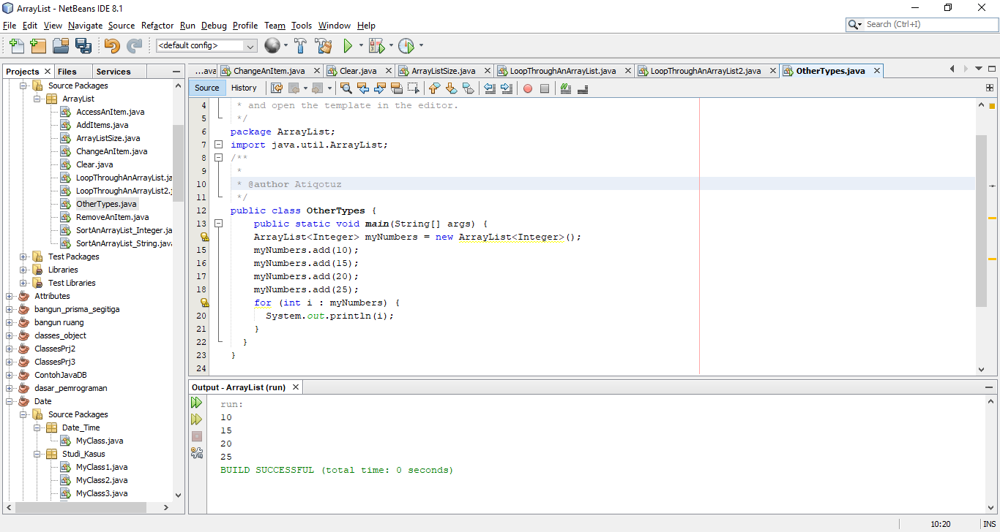 ArrayList - NetBeans IDE 8.1
File Edit View Navigate Source Refactor Run Debug Profile Team Tools Window Help
Search (Ctrl+I)
<default config>
Projects Files Services
Source Packages
ArrayList
AccessAnItem.java
AddItems.java
ArrayListSize.java
ChangeAnItem.java
Clear.java
LoopThroughAnArrayList.ja
LoopThroughAnArrayList2.j
OtherTypes.java
RemoveAnItem.java
SortAnArrayList_Integer.ja
SortAnArrayList_String.java
Test Packages
Libraries
Test Libraries
Attributes
bangun_prisma_segitiga
bangun ruang
classes_object
ClassesPrj2
ClassesPrj3
ContohJavaDB
dasar_pemrograman
Date
Source Packages
Date_Time
MyClass.java
Studi_Kasus
MyClass1.java
MyClass2.java
MyClass3.java
...ava ChangeAnItem.java Clear.java ArrayListSize.java LoopThroughAnArrayList.java LoopThroughAnArrayList2.java OtherTypes.java
Source History
4 * and open the template in the editor.
5 */
6 package ArrayList;
7 import java.util.ArrayList;
8 /**
9 *
10 * @author Atiqotuz
11 */
12 public class OtherTypes {
13 public static void main(String[] args) {
ArrayList<Integer> myNumbers = new ArrayList<Integer>();
15 myNumbers.add(10);
16 myNumbers.add(15);
17 myNumbers.add(20);
18 myNumbers.add(25);
for (int i : myNumbers) {
20 System.out.println(i);
21 }
22 }
23 }
24
Output - ArrayList (run)
run:
10
15
20
25
BUILD SUCCESSFUL (total time: 0 seconds)
10:20 INS